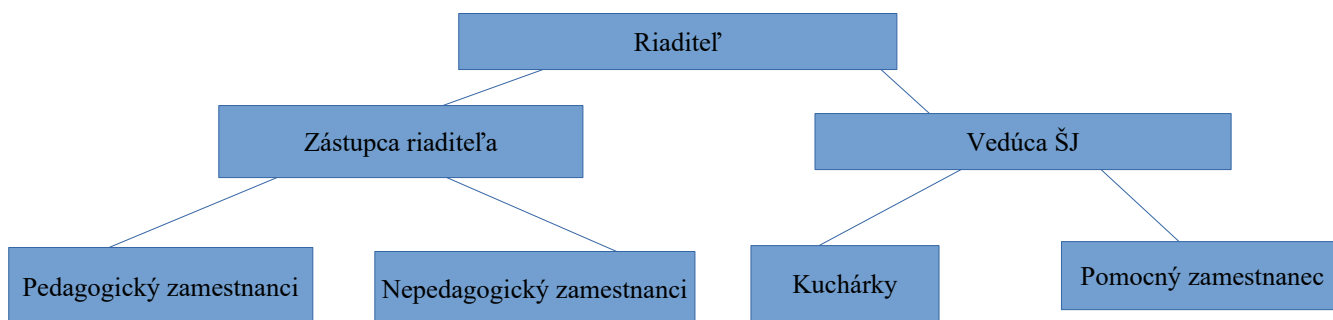 Riaditeľ
Zástupca riaditeľa
Vedúca ŠJ
Pedagogický zamestnanci
Nepedagogický zamestnanci
Kuchárky
Pomocný zamestnanec